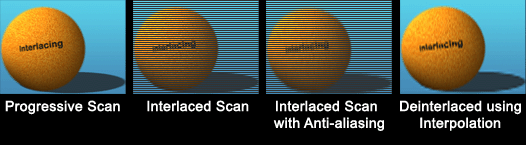 Interlacing
Interlacing
Interlacing
Interlacing
Progressive Scan
Interlaced Scan
Interlaced Scan
with Anti-aliasing
Deinterlaced using
Interpolation